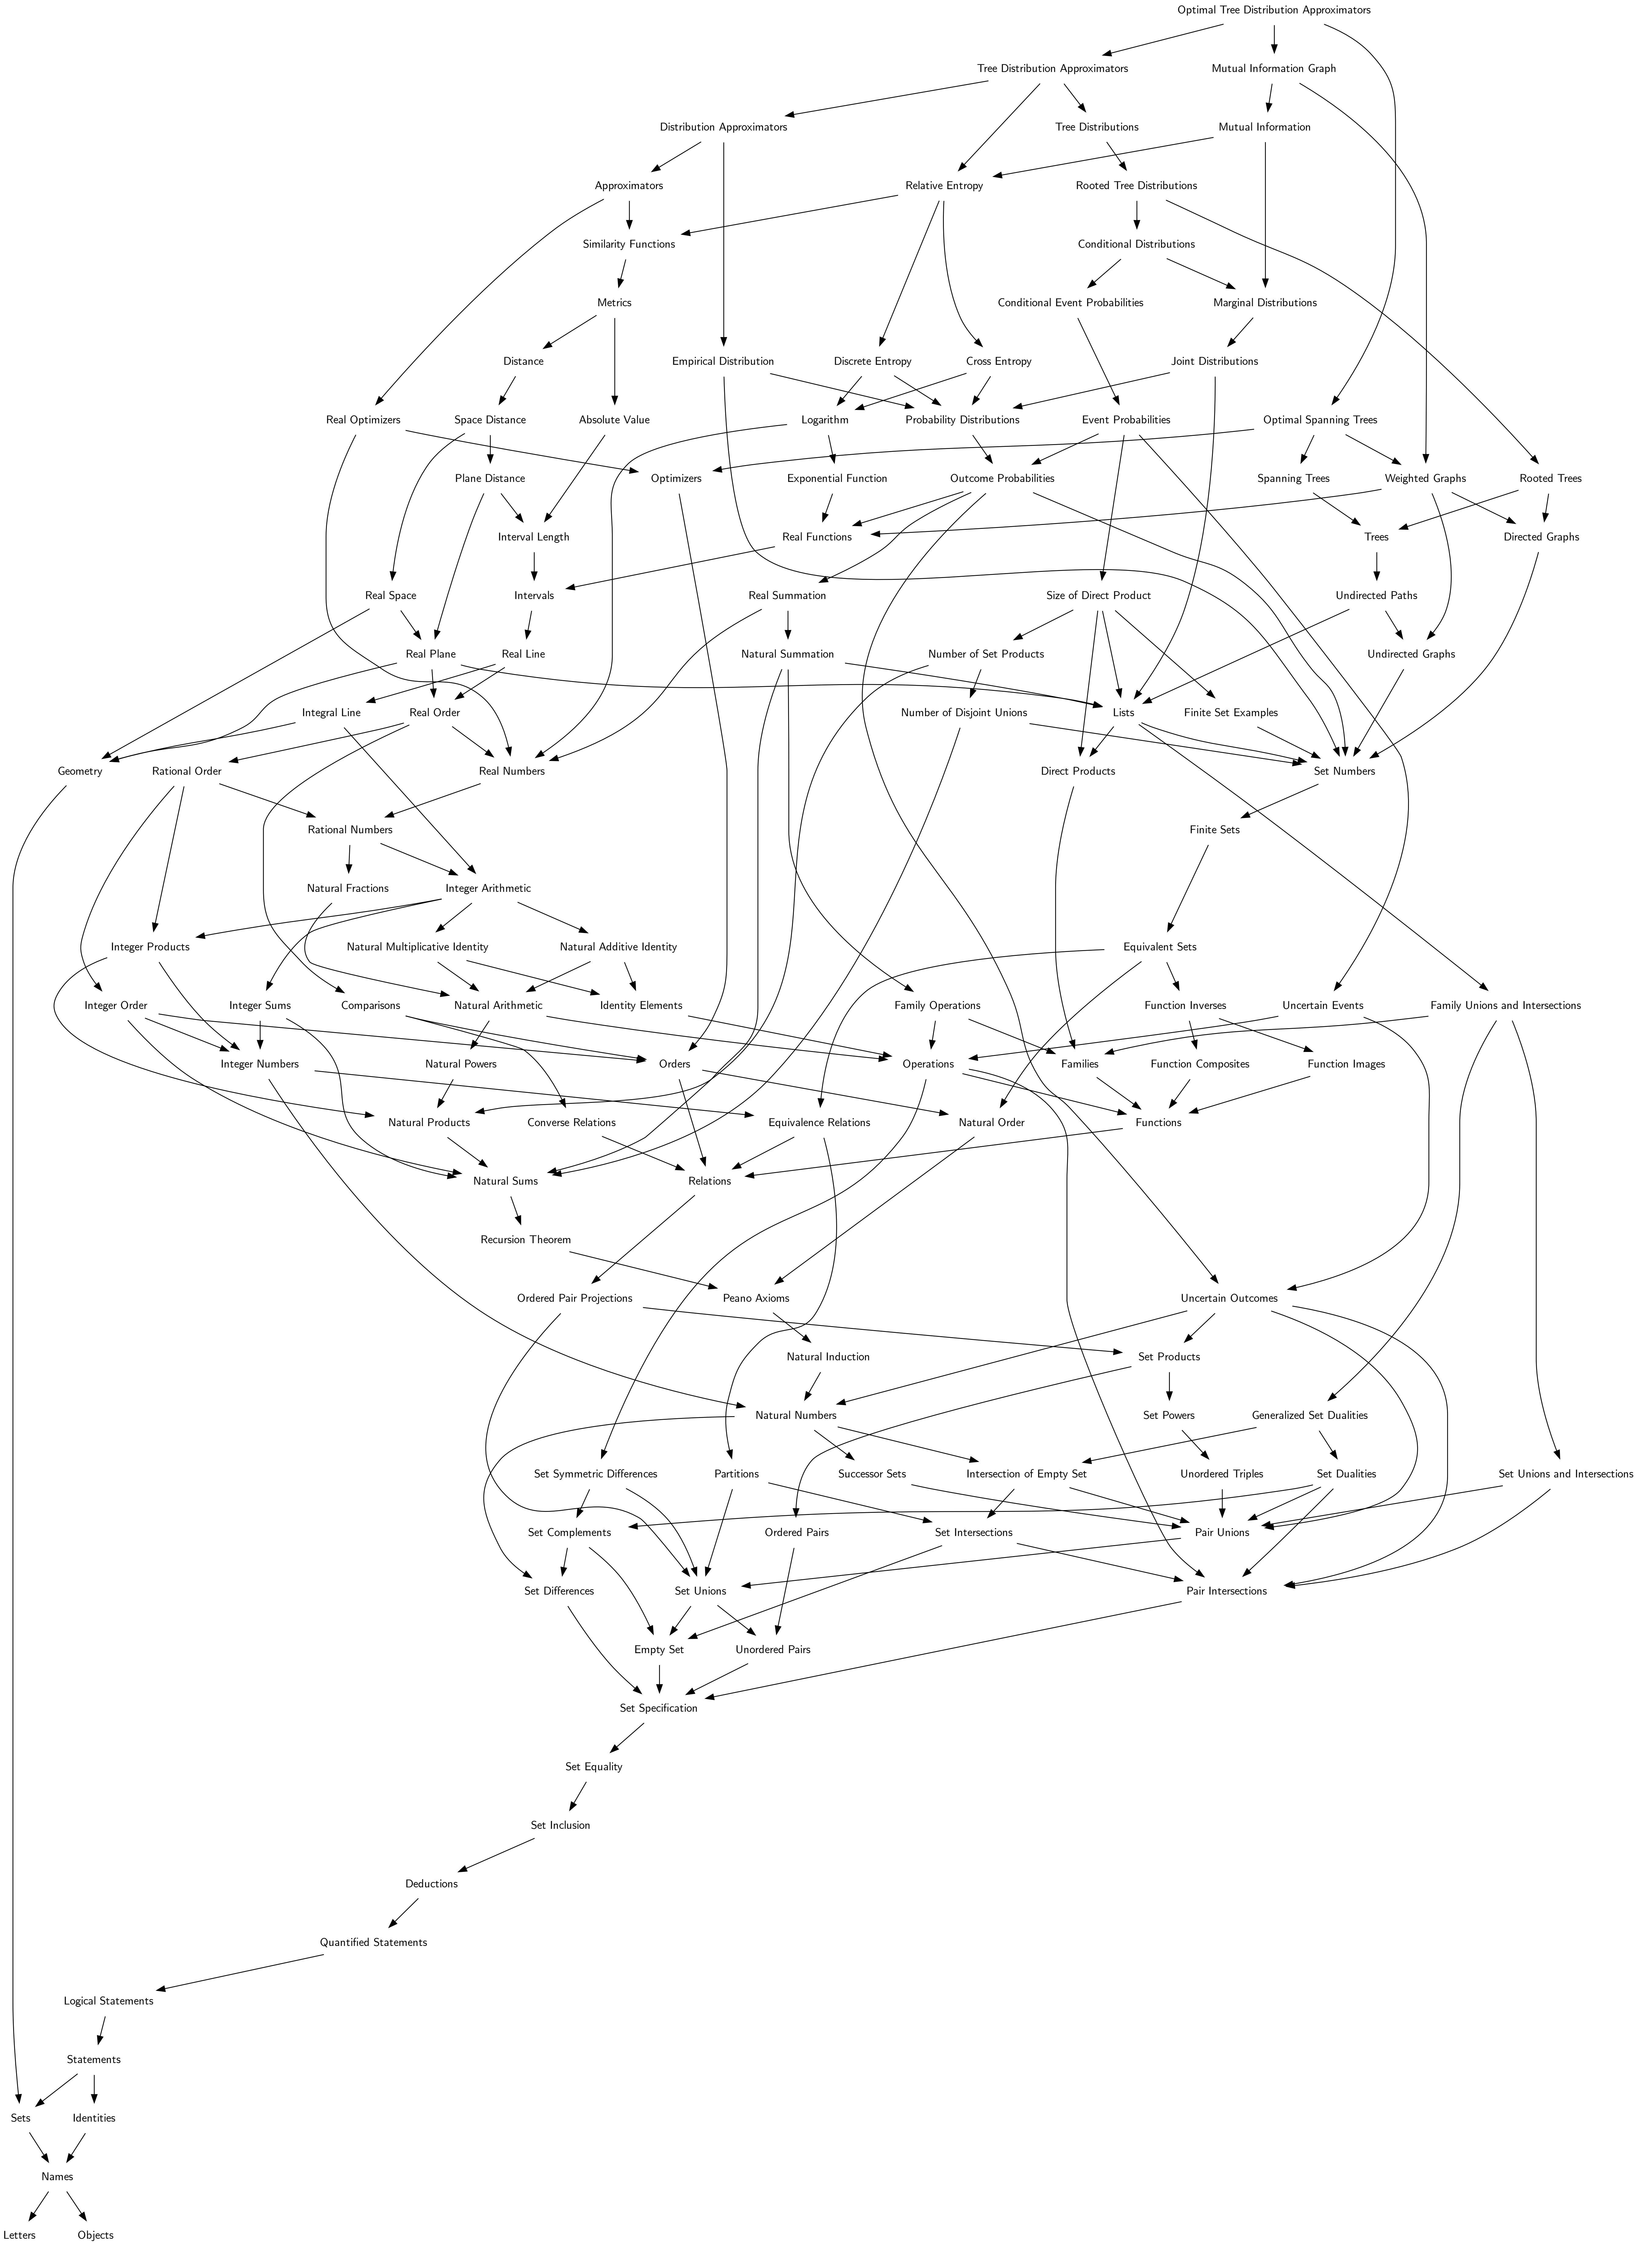 Optimal Tree Distribution Approximators
Tree Distribution Approximators
Mutual Information Graph
Distribution Approximators
Tree Distributions
Mutual Information
Approximators
Relative Entropy
Rooted Tree Distributions
Similarity Functions
Conditional Distributions
Metrics
Conditional Event Probabilities
Marginal Distributions
Distance
Empirical Distribution
Discrete Entropy
Cross Entropy
Joint Distributions
Real Optimizers
Space Distance
Absolute Value
Logarithm
Probability Distributions
Event Probabilities
Optimal Spanning Trees
Plane Distance
Optimizers
Exponential Function
Outcome Probabilities
Spanning Trees
Weighted Graphs
Rooted Trees
Interval Length
Real Functions
Trees
Directed Graphs
Real Space
Intervals
Real Summation
Size of Direct Product
Undirected Paths
Real Plane
Real Line
Natural Summation
Number of Set Products
Undirected Graphs
Integral Line
Real Order
Number of Disjoint Unions
Lists
Finite Set Examples
Geometry
Rational Order
Real Numbers
Direct Products
Set Numbers
Rational Numbers
Finite Sets
Natural Fractions
Integer Arithmetic
Integer Products
Natural Multiplicative Identity
Natural Additive Identity
Equivalent Sets
Integer Order
Integer Sums
Comparisons
Natural Arithmetic
Identity Elements
Family Operations
Function Inverses
Uncertain Events
Family Unions and Intersections
Integer Numbers
Natural Powers
Orders
Operations
Families
Function Composites
Function Images
Natural Products
Converse Relations
Equivalence Relations
Natural Order
Functions
Natural Sums
Relations
Recursion Theorem
Ordered Pair Projections
Peano Axioms
Uncertain Outcomes
Natural Induction
Set Products
Natural Numbers
Set Powers
Generalized Set Dualities
Set Symmetric Differences
Partitions
Successor Sets
Intersection of Empty Set
Unordered Triples
Set Dualities
Set Unions and Intersections
Set Complements
Ordered Pairs
Set Intersections
Pair Unions
Set Differences
Set Unions
Pair Intersections
Empty Set
Unordered Pairs
Set Specification
Set Equality
Set Inclusion
Deductions
Quantified Statements
Logical Statements
Statements
Sets
Identities
Names
Letters
Objects